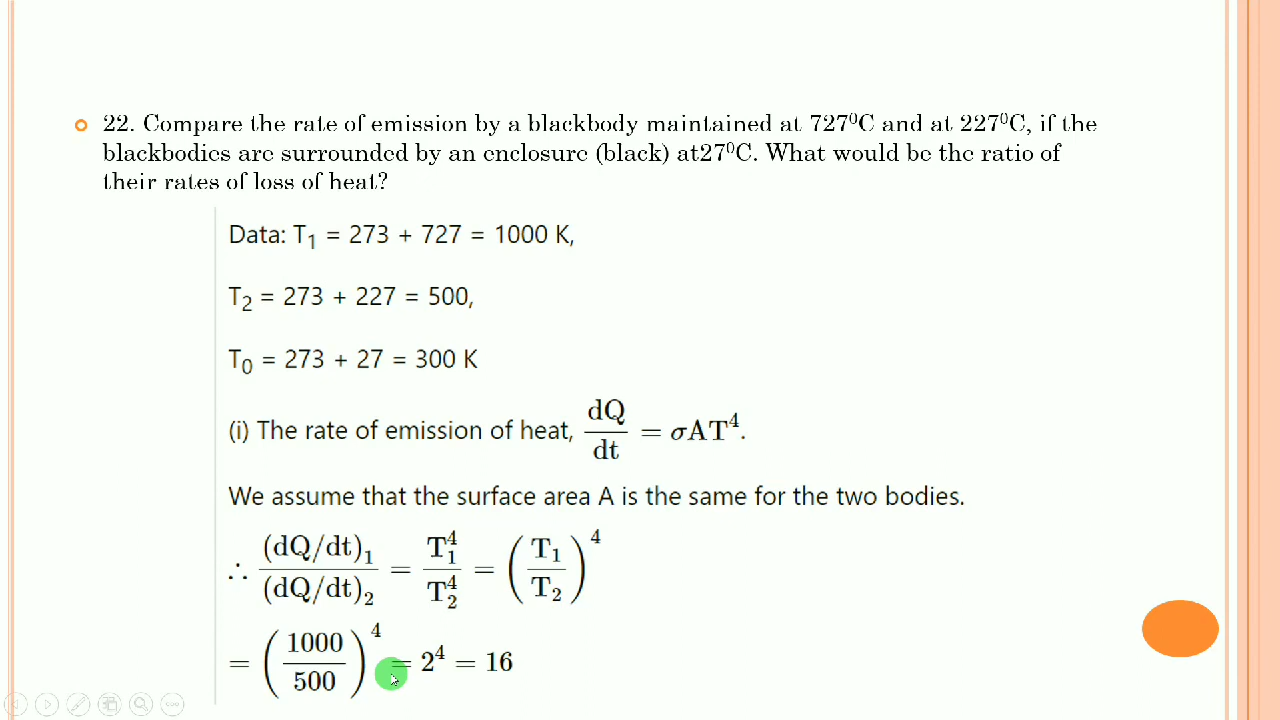 22. Compare the rate of emission by a blackbody maintained at 727⁰C and at 227⁰C, if the
blackbodies are surrounded by an enclosure (black) at27⁰C. What would be the ratio of
their rates of loss of heat?
Data: T₁ = 273 + 727 = 1000 K,
T₂ = 273 + 227 = 500,
T₀ = 273 + 27 = 300 K
(i) The rate of emission of heat, dQ/dt = σAT⁴.
We assume that the surface area A is the same for the two bodies.
∴ (dQ/dt)₁/(dQ/dt)₂ = T₁⁴/T₂⁴ = (T₁/T₂)⁴
= (1000/500)⁴ = 2⁴ = 16